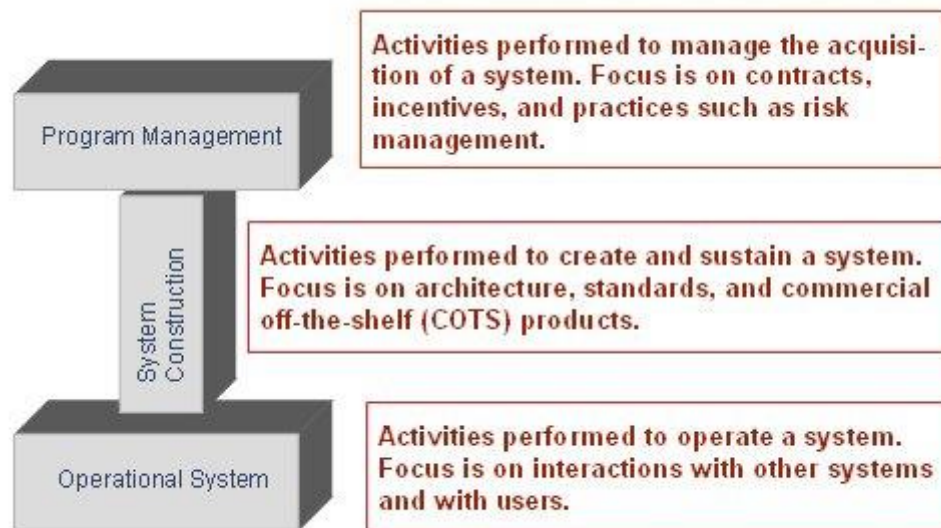 Program Management
Activities performed to manage the acquisi-
tion of a system. Focus is on contracts,
incentives, and practices such as risk
management.
System
Construction
Activities performed to create and sustain a system.
Focus is on architecture, standards, and commercial
off-the-shelf (COTS) products.
Operational System
Activities performed to operate a system.
Focus is on interactions with other systems
and with users.